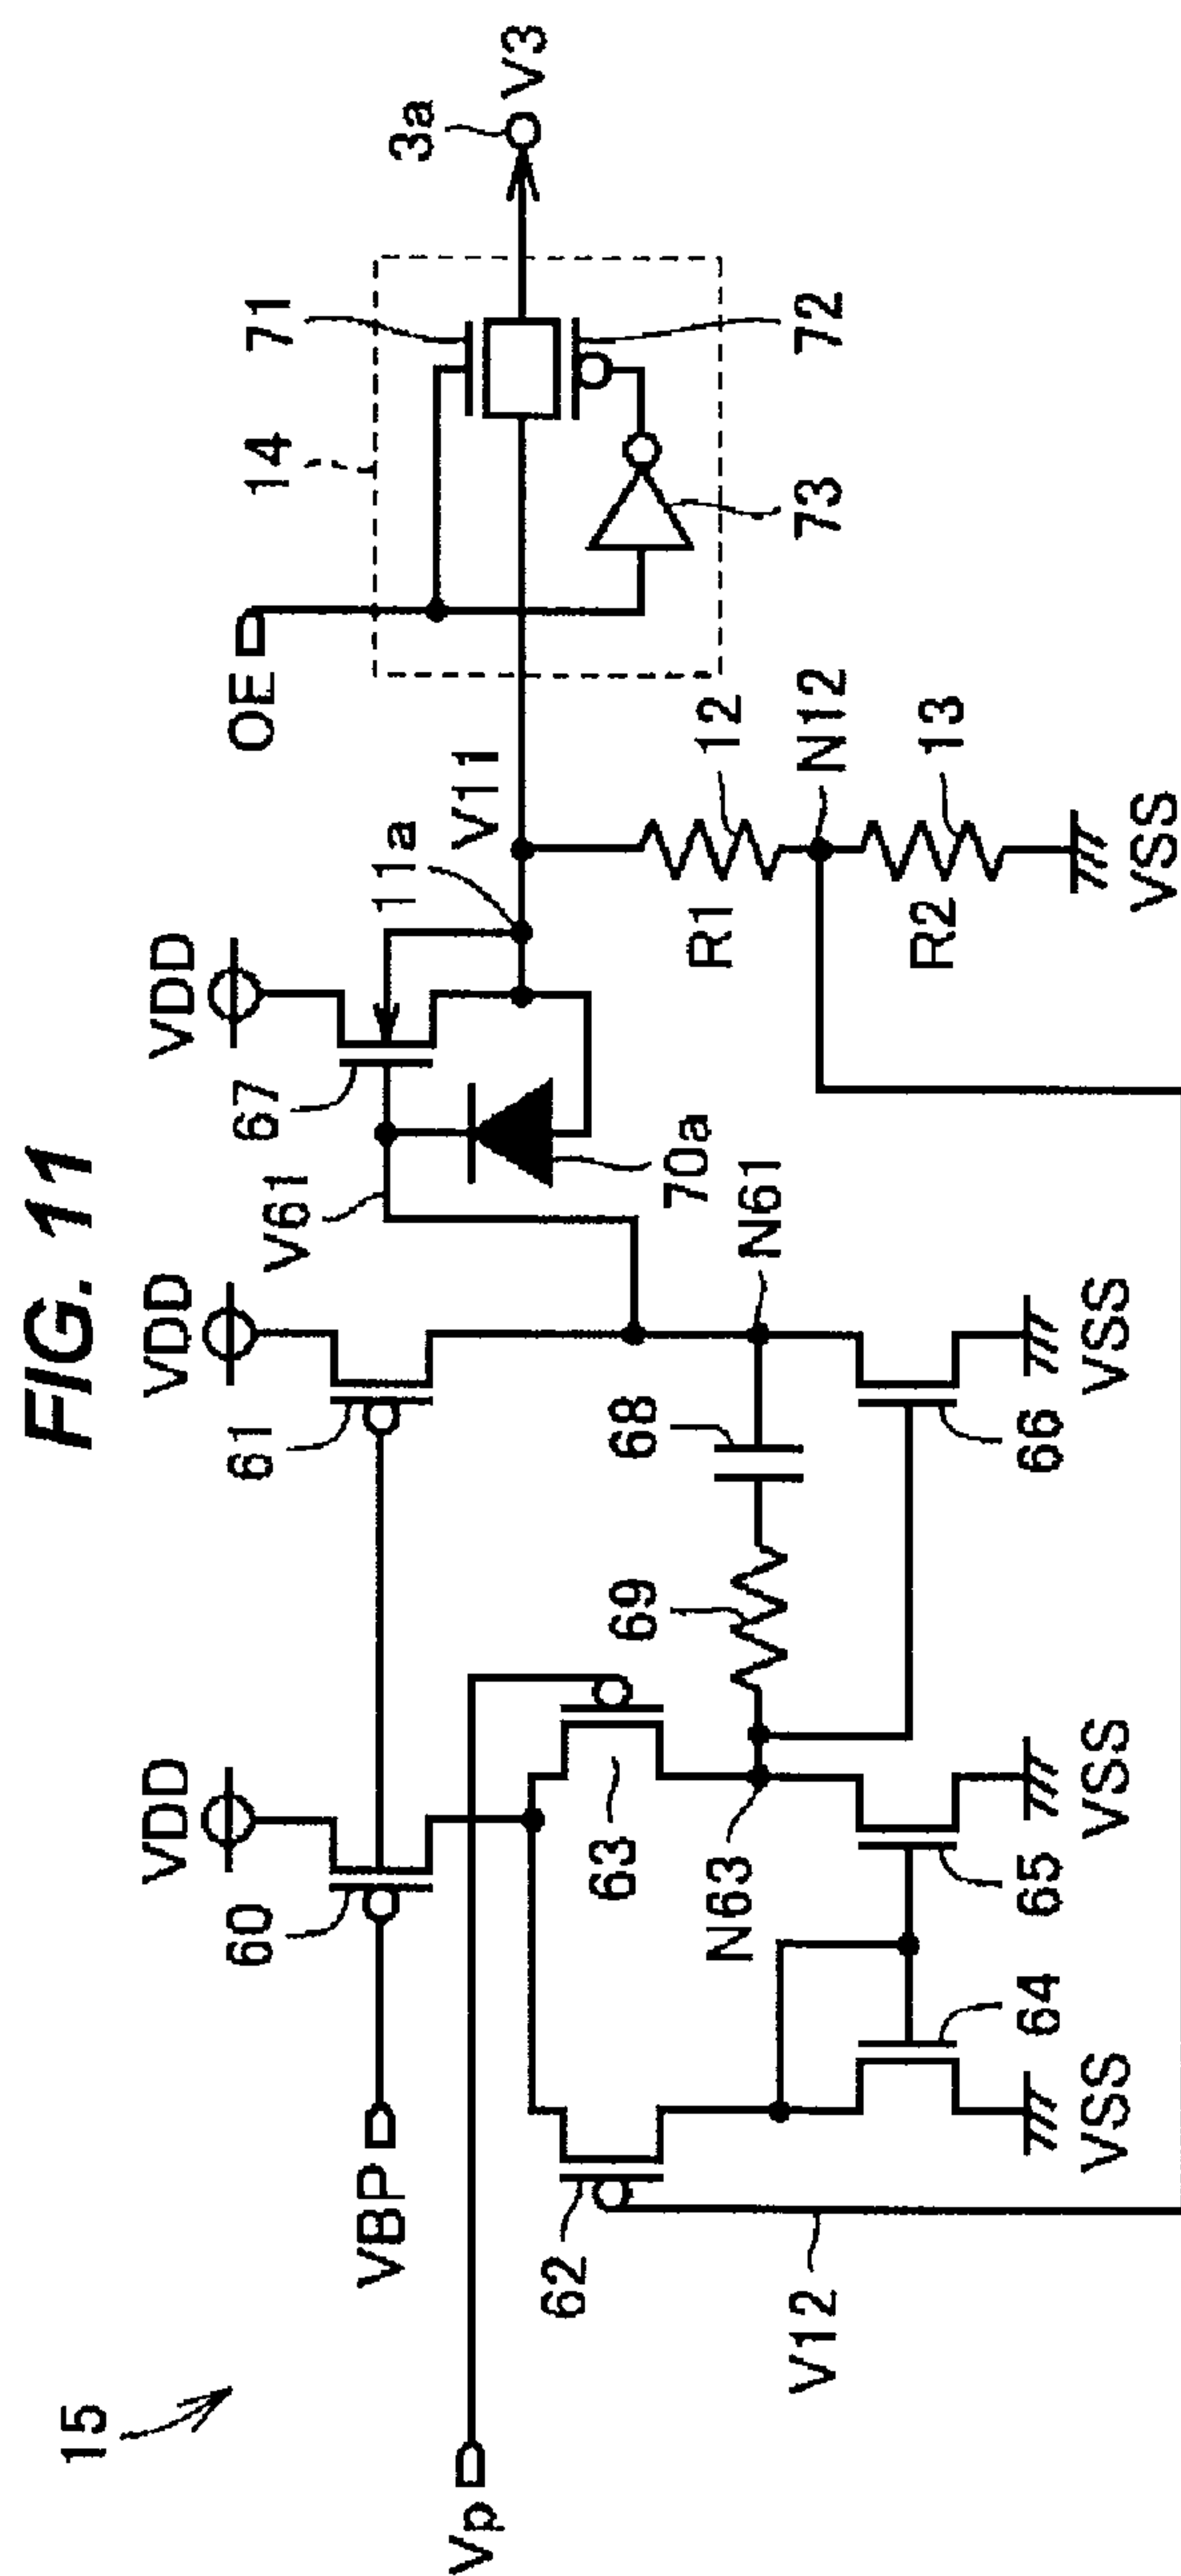 FIG. 11
15
VDD
VDD
VDD
OE
14
71
3a
V3
60
61
V61
67
11a
V11
VBP
Vp
62
63
69
68
70a
N61
R1
12
N12
73
72
V12
N63
64
65
66
R2
13
VSS
VSS
VSS
VSS